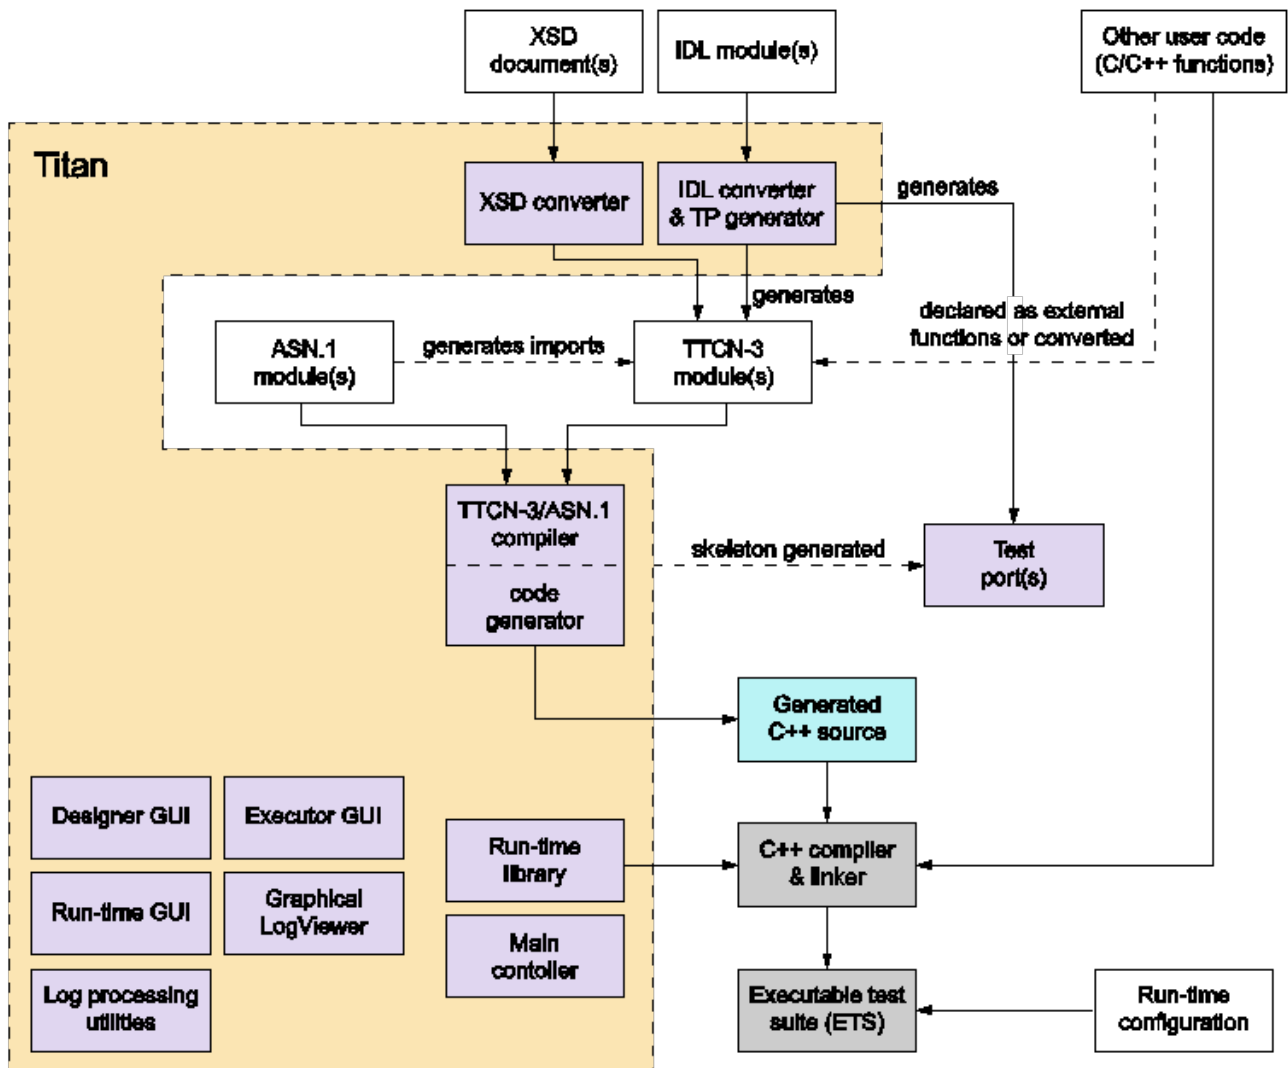 XSD
document(s)
IDL module(s)
Other user code
(C/C++ functions)
Titan
XSD converter
IDL converter
& TP generator
generates
generates
declared as external
functions or converted
ASN.1
module(s)
generates imports
TTCN-3
module(s)
TTCN-3/ASN.1
compiler
code
generator
skeleton generated
Test
port(s)
Generated
C++ source
Designer GUI
Executor GUI
Run-time
library
C++ compiler
& linker
Run-time GUI
Graphical
LogViewer
Main
contoller
Log processing
utilities
Executable test
suite (ETS)
Run-time
configuration